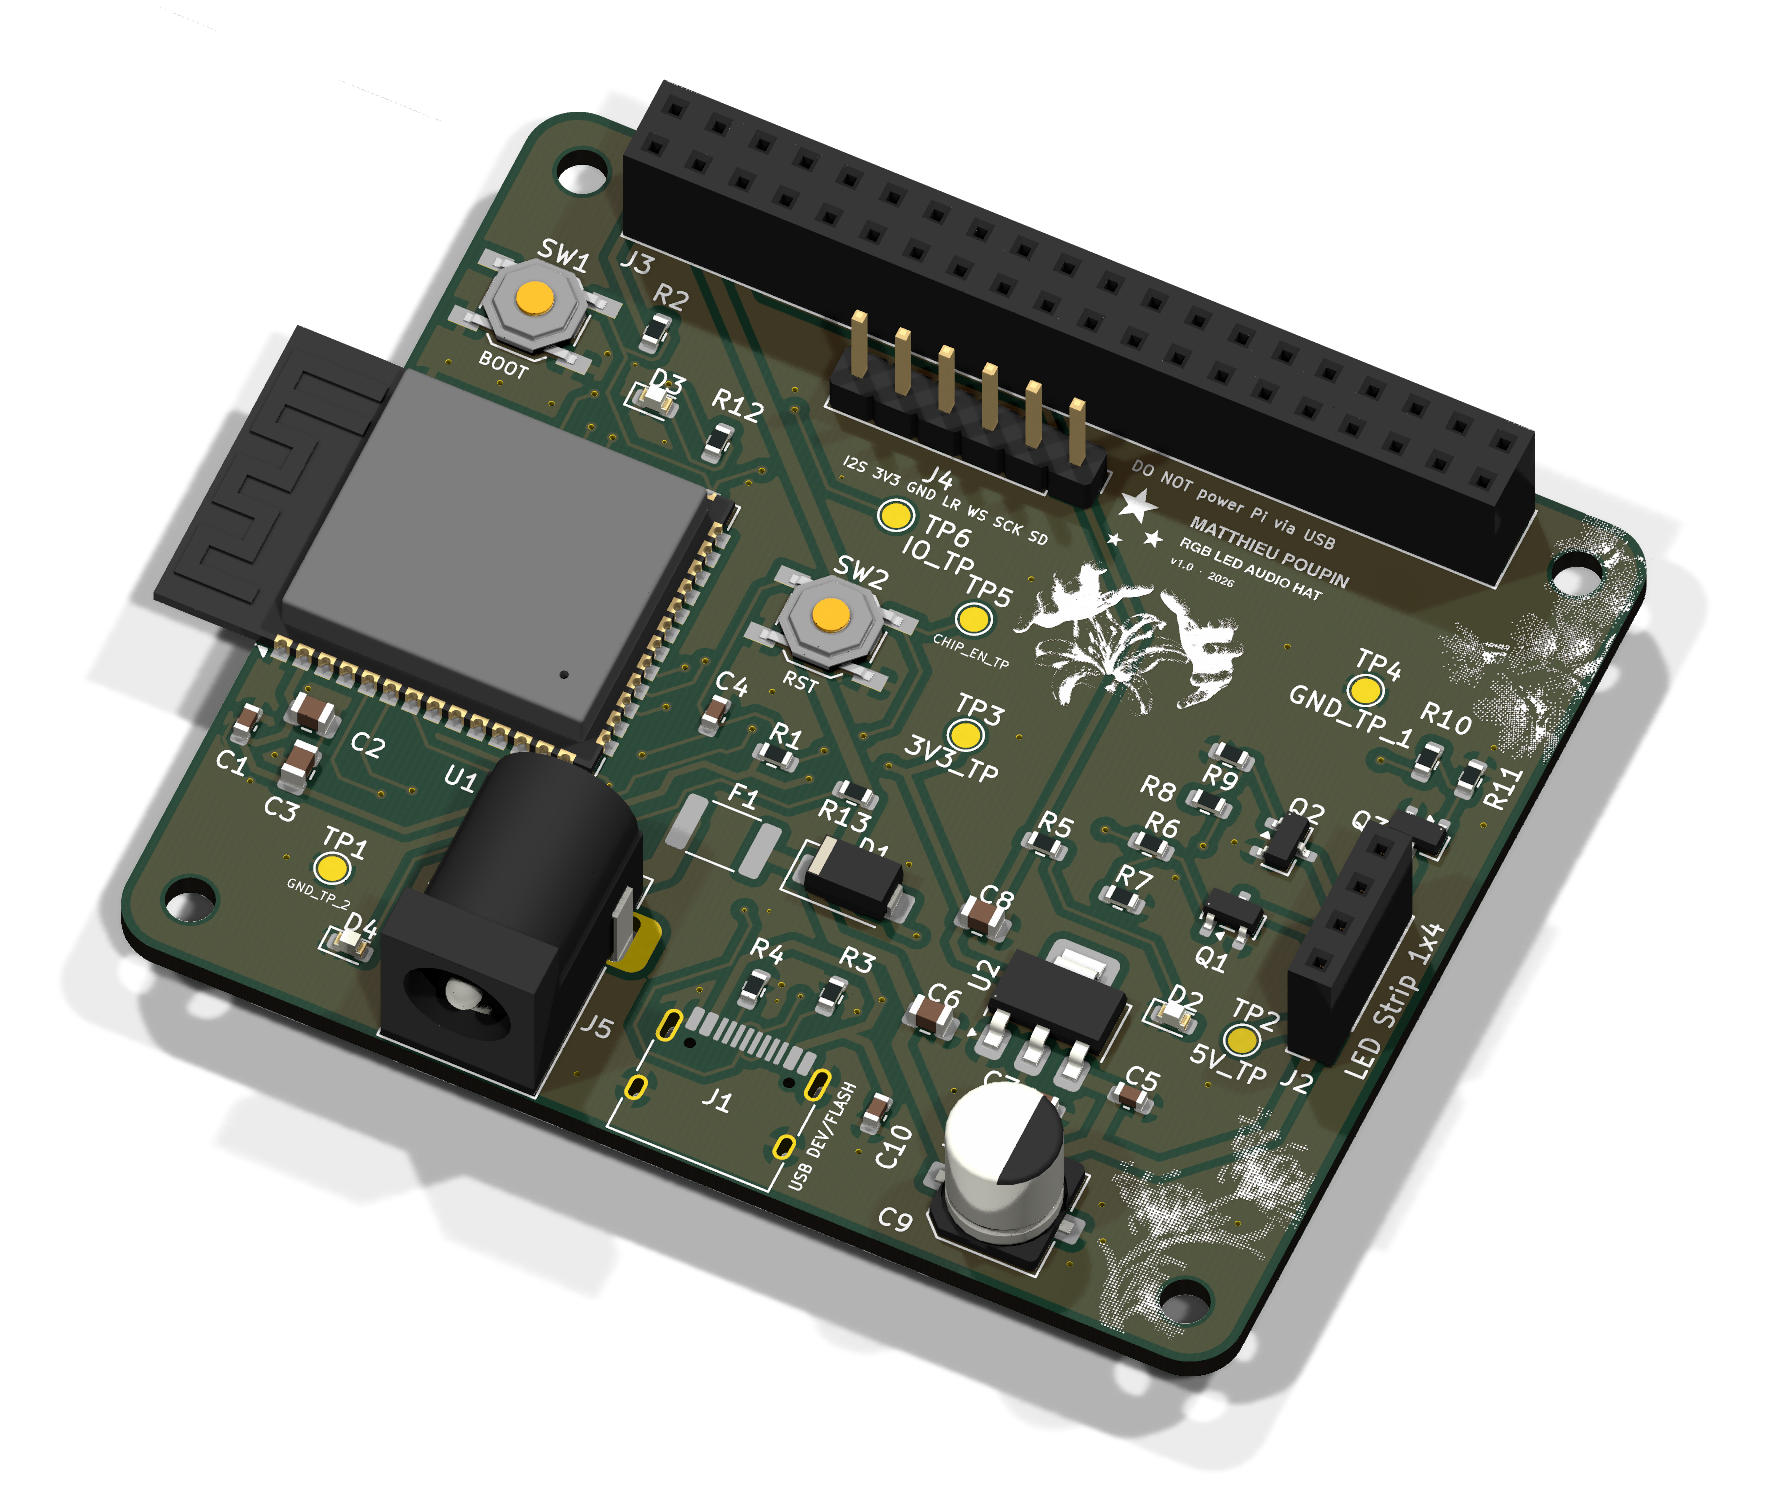 SW1
J3
R2
BOOT
D3
R12
J4
I2S 3V3 GND LR WS SCK SD
DO NOT power Pi via USB
MATTHIEU POUPIN
RGB LED AUDIO HAT
v1.0 · 2026
TP6
IO_TP
TP5
CHIP_EN_TP
SW2
RST
TP4
GND_TP_1
C4
TP3
3V3_TP
R10
R11
R1
C1
C2
C3
U1
F1
R13
D1
R9
R8
R6
R5
R7
Q2
Q3
Q1
TP1
GND_TP_2
D4
C8
R4
R3
U2
C6
D2
TP2
5V_TP
J2
LED Strip 1x4
J5
J1
USB DEV/FLASH
C7
C5
C10
C9